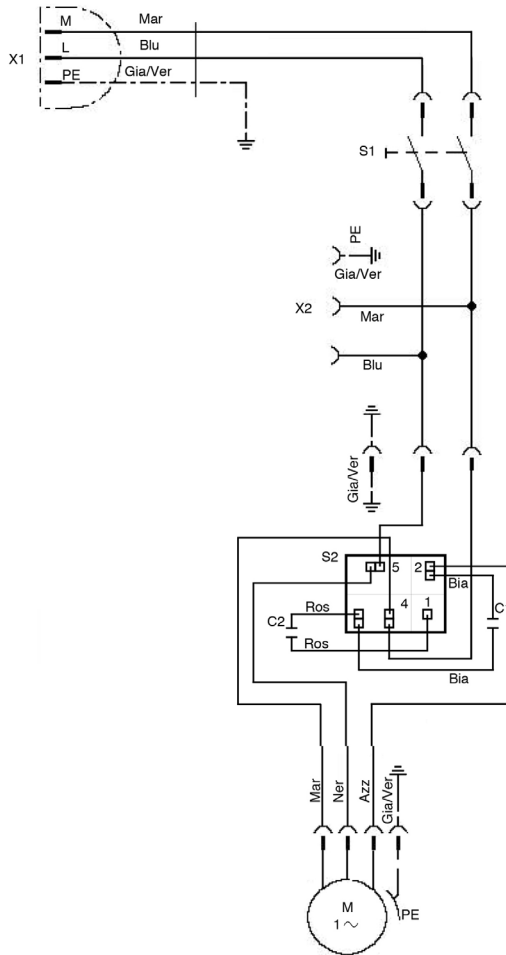 M
Mar
L
Blu
X1
PE
Gia/Ver
S1
PE
Gia/Ver
X2
Mar
Blu
Gia/Ver
S2
5
2
Bia
Ros
4
1
C2
C
Ros
Bia
Mar
Ner
Azz
Gia/Ver
M
1 ~
PE